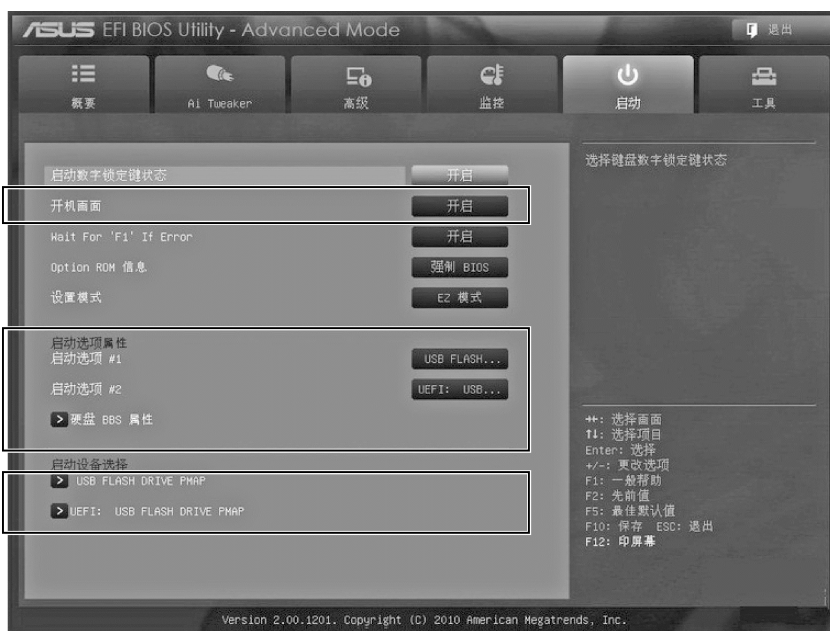 ASUS EFI BIOS Utility - Advanced Mode
退出
概要
Ai Tweaker
高级
监控
启动
工具
启动数字锁定键状态 开启
开机画面 开启
Wait For 'F1' If Error 开启
Option ROM 信息 强制 BIOS
设置模式 EZ 模式
启动选项属性
启动选项 #1 USB FLASH...
启动选项 #2 UEFI: USB...
> 硬盘 BBS 属性
启动设备选择
> USB FLASH DRIVE PMAP
> UEFI: USB FLASH DRIVE PMAP
选择键盘数字锁定键状态
→←: 选择画面
↑↓: 选择项目
Enter: 选择
+/-: 更改选项
F1: 一般帮助
F2: 先前值
F5: 最佳默认值
F10: 保存 ESC: 退出
F12: 印屏幕
Version 2.00.1201. Copyright (C) 2010 American Megatrends, Inc.